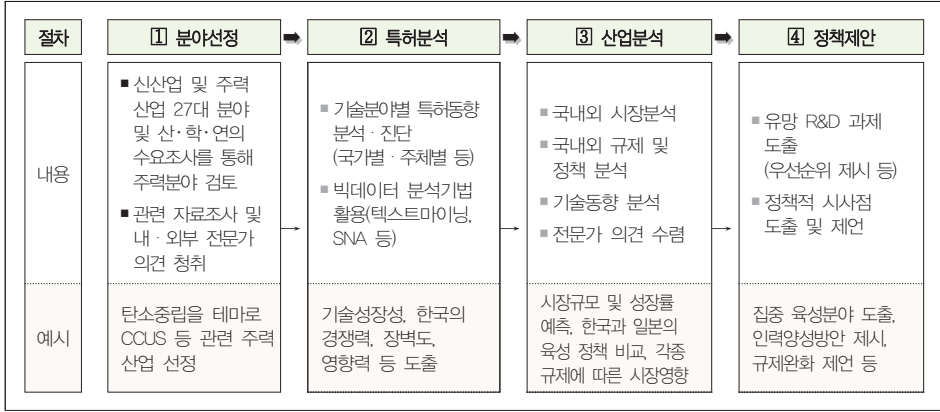 절차
1 분야선정 ➡ 2 특허분석 ➡ 3 산업분석 ➡ 4 정책제안
내용
■ 신산업 및 주력
산업 27대 분야
및 산·학·연의
수요조사를 통해
주력분야 검토
■ 관련 자료조사 및
내·외부 전문가
의견 청취
→
■ 기술분야별 특허동향
분석·진단
(국가별·주체별 등)
■ 빅데이터 분석기법
활용(텍스트마이닝,
SNA 등)
→
■ 국내외 시장분석
■ 국내외 규제 및
정책 분석
■ 기술동향 분석
■ 전문가 의견 수렴
→
■ 유망 R&D 과제
도출
(우선순위 제시 등)
■ 정책적 시사점
도출 및 제언
예시
탄소중립을 테마로
CCUS 등 관련 주력
산업 선정
기술성장성, 한국의
경쟁력, 장벽도,
영향력 등 도출
시장규모 및 성장률
예측, 한국과 일본의
육성 정책 비교, 각종
규제에 따른 시장영향
집중 육성분야 도출,
인력양성방안 제시,
규제완화 제언 등